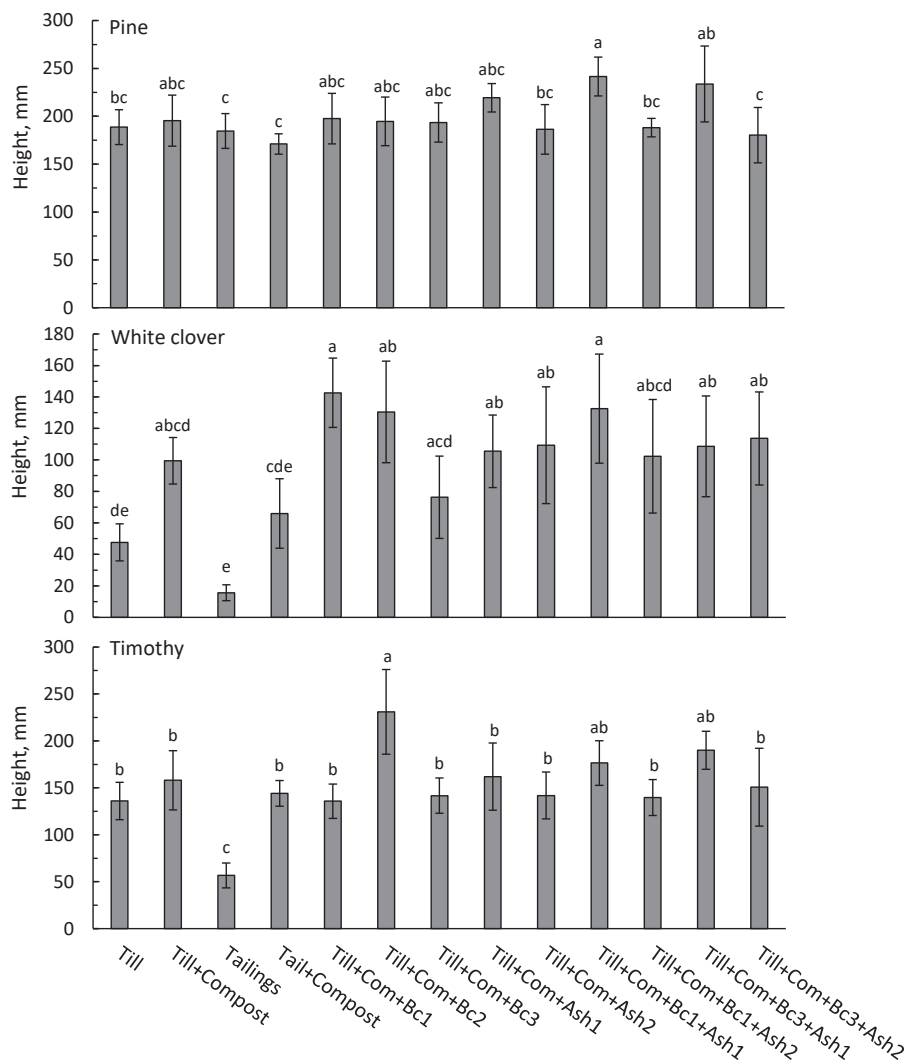 Pine
Height, mm
300
250
200
150
100
50
0
bc
abc
c
c
abc
abc
abc
abc
bc
a
bc
ab
c
White clover
Height, mm
180
160
140
120
100
80
60
40
20
0
de
abcd
e
cde
a
ab
acd
ab
ab
a
abcd
ab
ab
Timothy
Height, mm
300
250
200
150
100
50
0
b
b
c
b
b
a
b
b
b
ab
b
ab
b
Till
Till+Compost
Tailings
Tail+Compost
Till+Com+Bc1
Till+Com+Bc2
Till+Com+Bc3
Till+Com+Ash1
Till+Com+Ash2
Till+Com+Bc1+Ash1
Till+Com+Bc1+Ash2
Till+Com+Bc3+Ash1
Till+Com+Bc3+Ash2